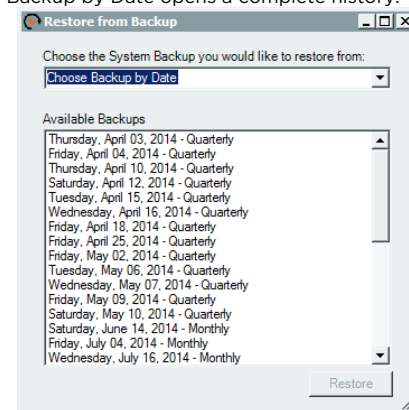 Backup by Date opens a complete history.
Restore from Backup
Choose the System Backup you would like to restore from:
Choose Backup by Date
Available Backups
Thursday, April 03, 2014 - Quarterly
Friday, April 04, 2014 - Quarterly
Thursday, April 10, 2014 - Quarterly
Saturday, April 12, 2014 - Quarterly
Tuesday, April 15, 2014 - Quarterly
Wednesday, April 16, 2014 - Quarterly
Friday, April 18, 2014 - Quarterly
Friday, April 25, 2014 - Quarterly
Friday, May 02, 2014 - Quarterly
Tuesday, May 06, 2014 - Quarterly
Wednesday, May 07, 2014 - Quarterly
Friday, May 09, 2014 - Quarterly
Saturday, May 10, 2014 - Quarterly
Saturday, June 14, 2014 - Monthly
Friday, July 04, 2014 - Monthly
Wednesday, July 16, 2014 - Monthly
Restore